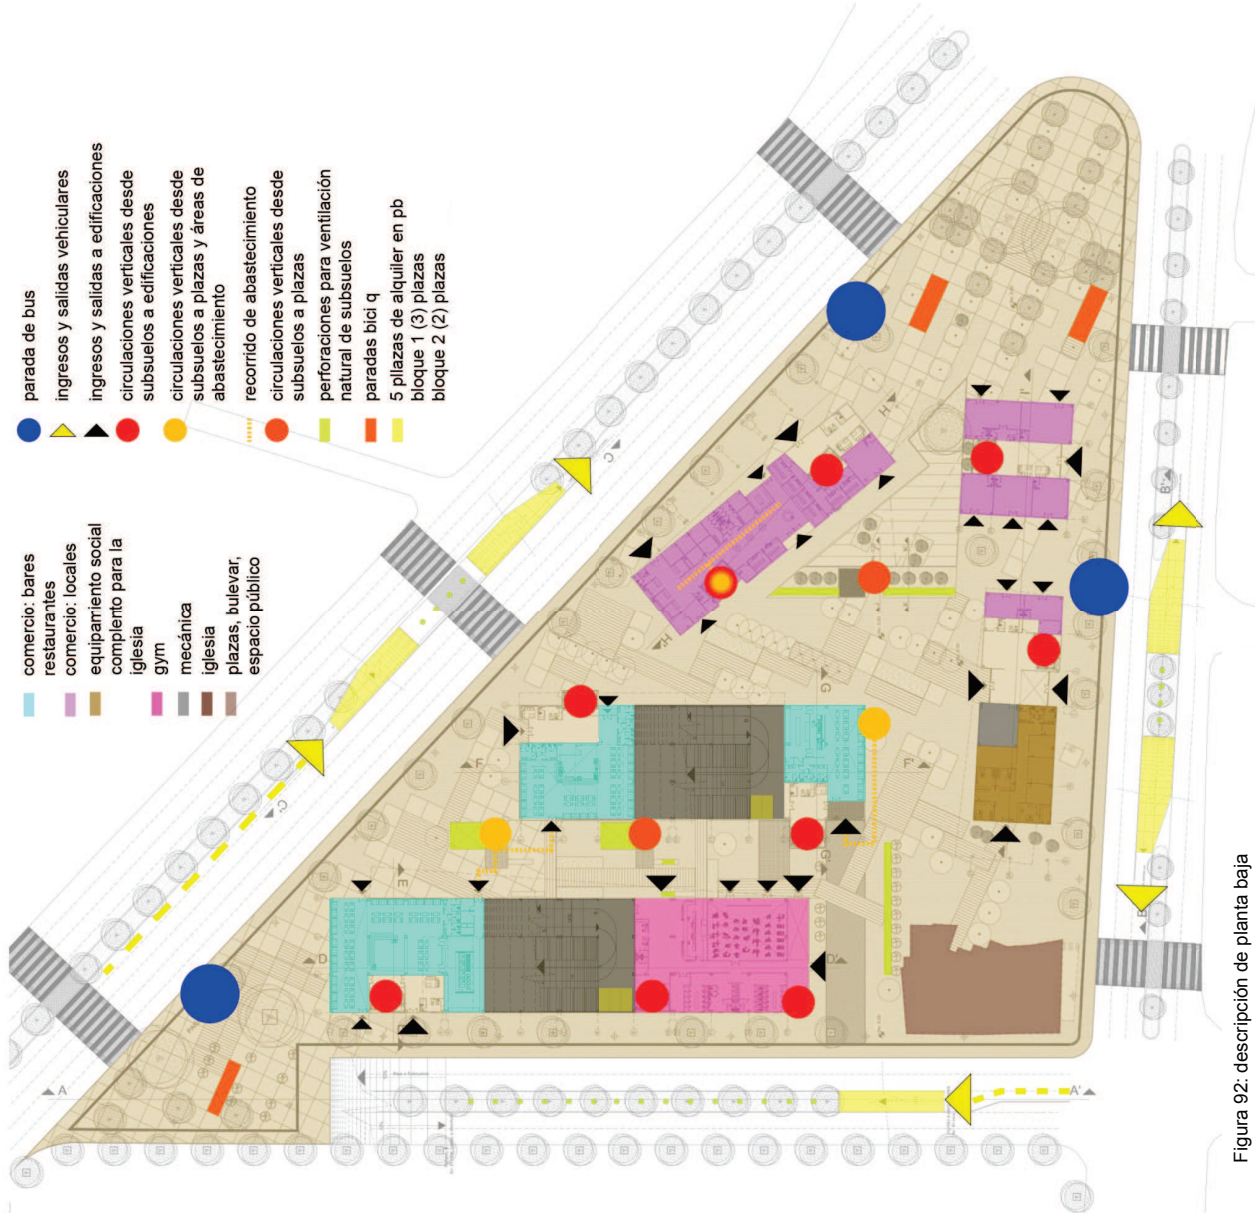 comercio: bares
restaurantes
comercio: locales
equipamiento social
complento para la
iglesia
gym
mecánica
iglesia
plazas, bulevar,
espacio público
parada de bus
ingresos y salidas vehiculares
ingresos y salidas a edificaciones
circulaciones verticales desde
subsuelos a edificaciones
circulaciones verticales desde
subsuelos a plazas y áreas de
abastecimiento
recorrido de abastecimiento
circulaciones verticales desde
subsuelos a plazas
perforaciones para ventilación
natural de subsuelos
paradas bici q
5 pllazas de alquiler en pb
bloque 1 (3) plazas
bloque 2 (2) plazas
A
C
C'
E
D
D'
F
F'
G
G'
H
H'
B'
A'
Figura 92: descripción de planta baja